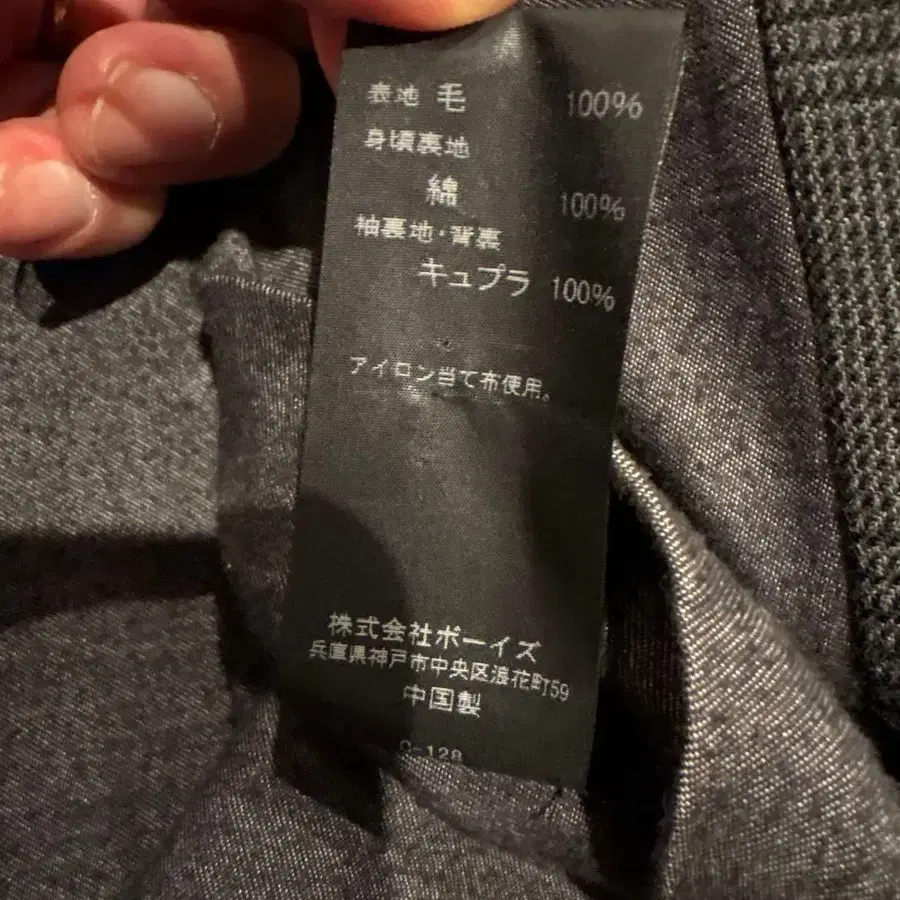 表地 毛 100%
身頃裏地
綿 100%
袖裏地・背裏
キュプラ 100%
アイロン当て布使用。
株式会社ボーイズ
兵庫県神戸市中央区浪花町59
中国製
C-128